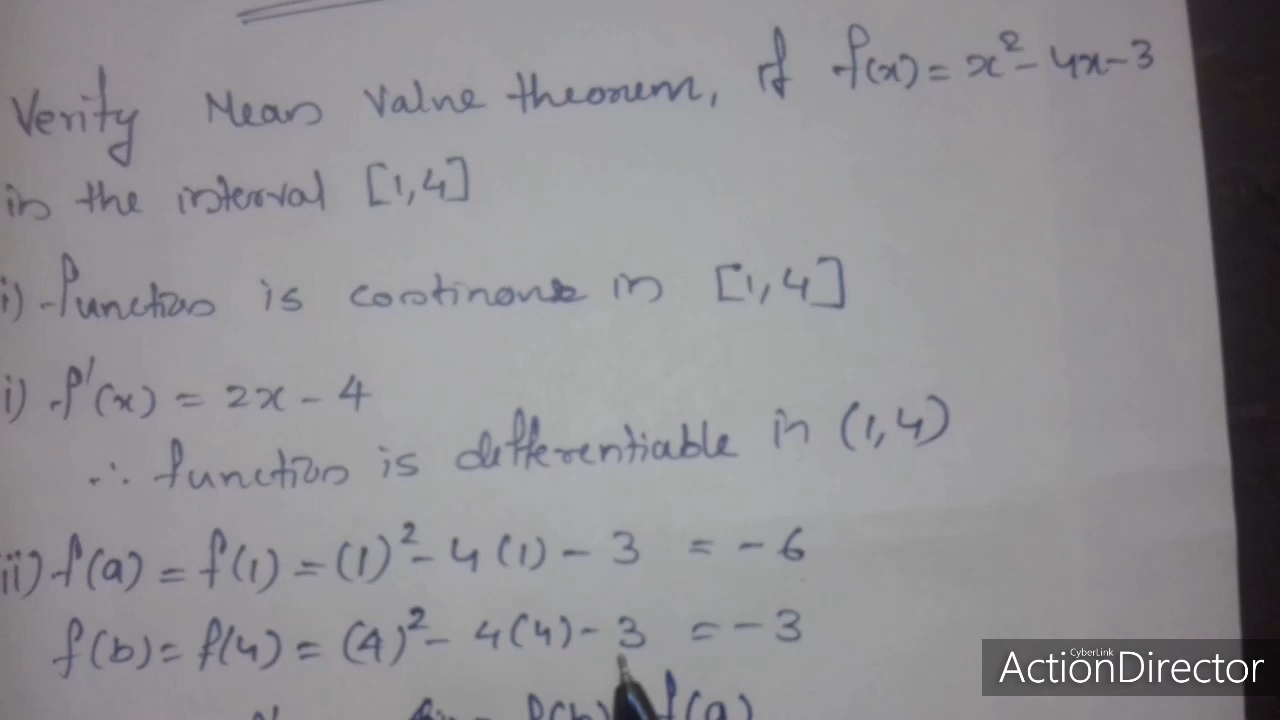 Verify Mean Value theorem, if f(x) = x² - 4x - 3
in the interval [1,4]
i) function is continous in [1,4]
i) f'(x) = 2x - 4
∴ function is differentiable in (1,4)
ii) f(a) = f(1) = (1)² - 4(1) - 3 = -6
f(b) = f(4) = (4)² - 4(4) - 3 = -3
f(b) f(a)
CyberLink
ActionDirector